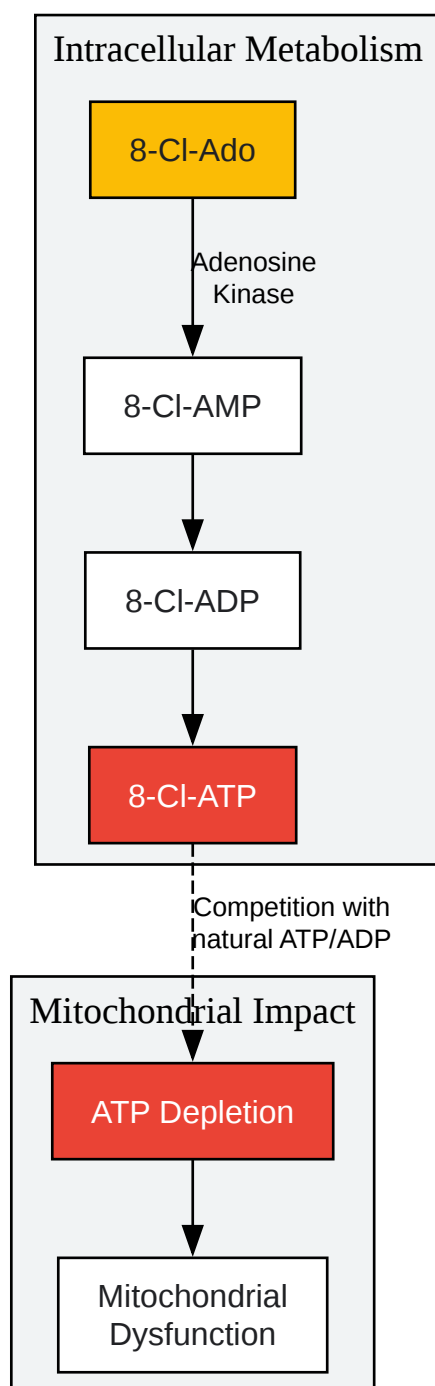 Intracellular Metabolism
8-Cl-Ado
Adenosine
Kinase
8-Cl-AMP
8-Cl-ADP
8-Cl-ATP
Competition with
natural ATP/ADP
Mitochondrial Impact
ATP Depletion
Mitochondrial
Dysfunction